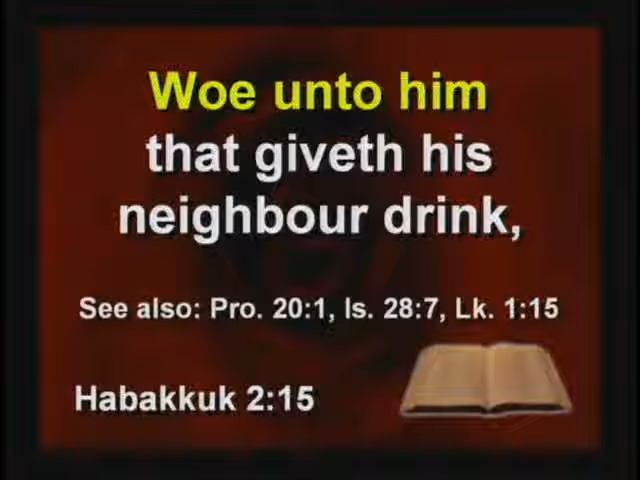 Woe unto him
that giveth his
neighbour drink,
See also: Pro. 20:1, Is. 28:7, Lk. 1:15
Habakkuk 2:15